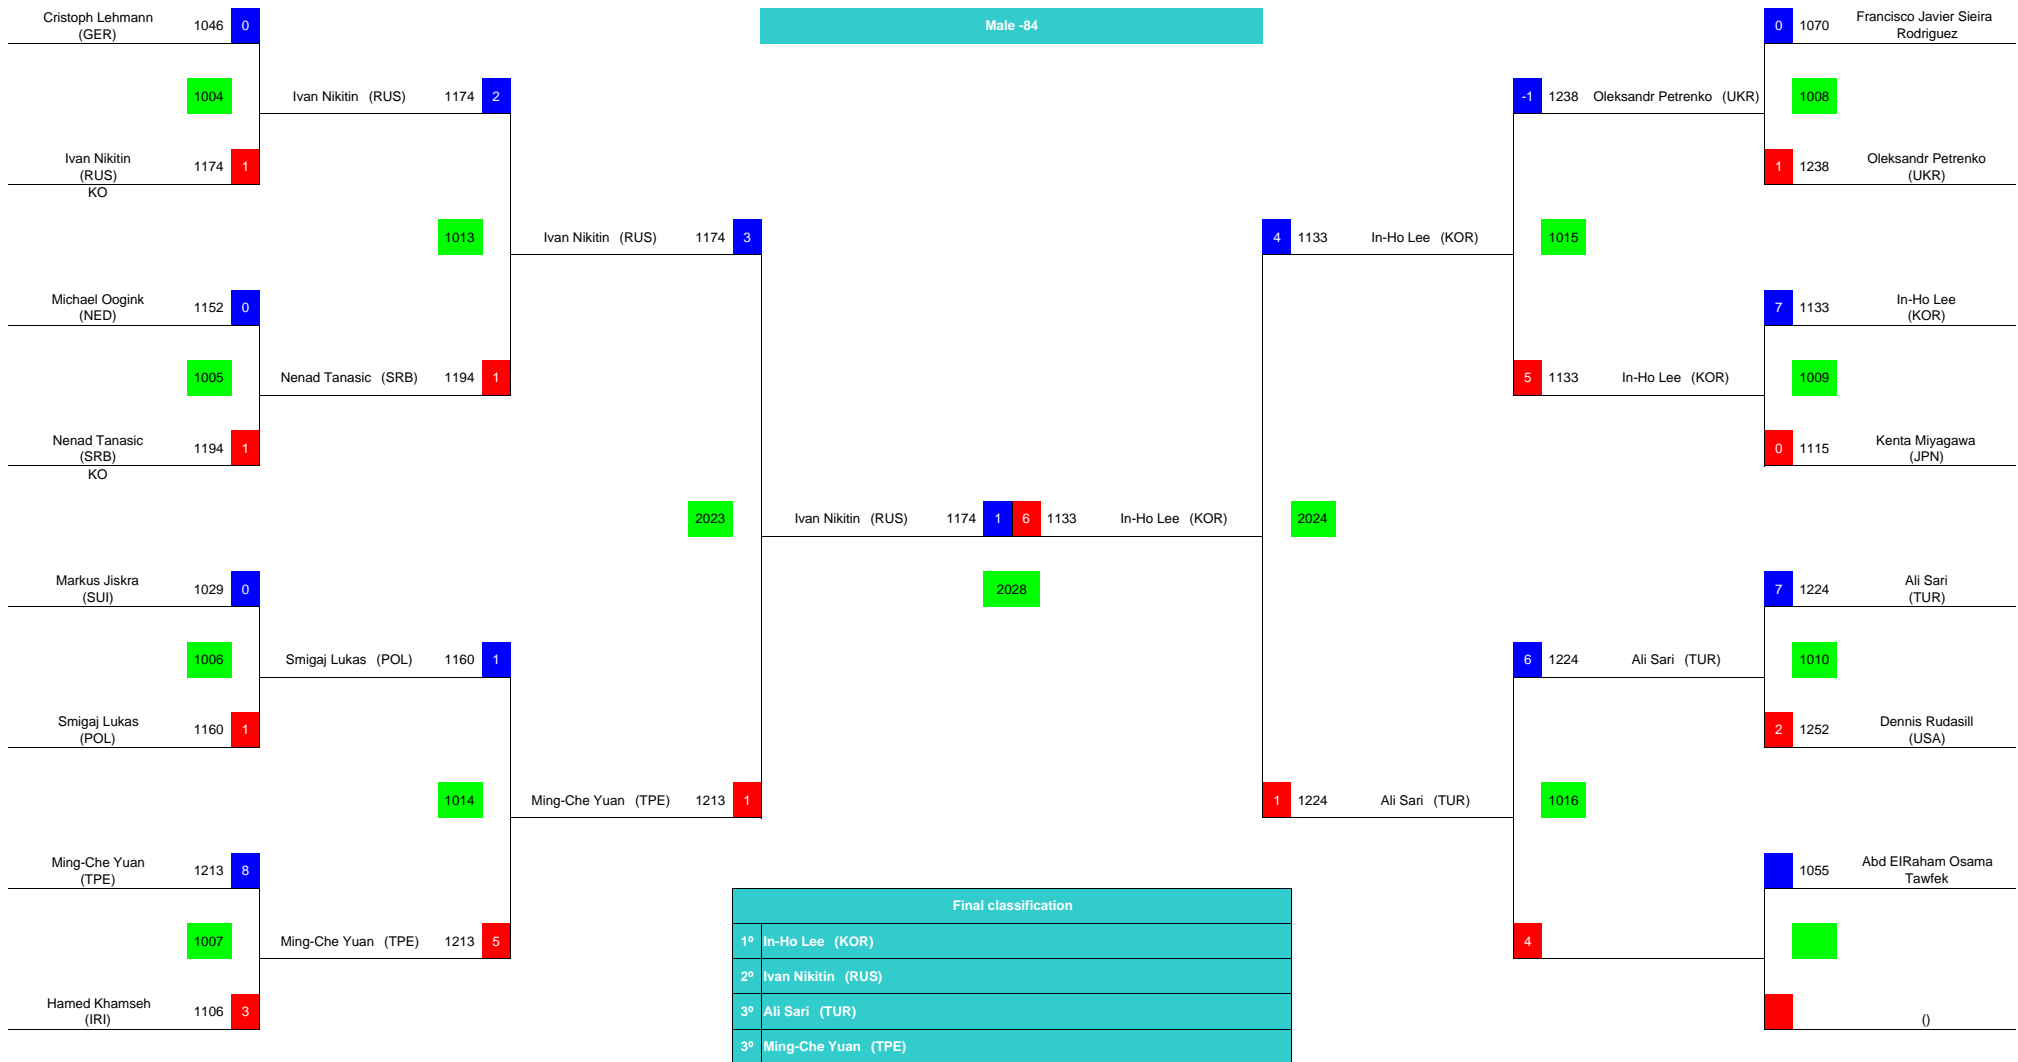 Male -84
Cristoph Lehmann
(GER)
1046 0
1004
Ivan Nikitin
(RUS)
1174 1
KO
Ivan Nikitin (RUS) 1174 2
1013
Michael Oogink
(NED)
1152 0
1005
Nenad Tanasic
(SRB)
1194 1
KO
Nenad Tanasic (SRB) 1194 1
Ivan Nikitin (RUS) 1174 3
2023
Markus Jiskra
(SUI)
1029 0
1006
Smigaj Lukas
(POL)
1160 1
Smigaj Lukas (POL) 1160 1
1014
Ming-Che Yuan
(TPE)
1213 8
1007
Hamed Khamseh
(IRI)
1106 3
Ming-Che Yuan (TPE) 1213 5
Ming-Che Yuan (TPE) 1213 1
Ivan Nikitin (RUS) 1174 1 6 1133 In-Ho Lee (KOR)
2028
0 1070 Francisco Javier Sieira
Rodriguez
1008
1 1238 Oleksandr Petrenko
(UKR)
-1 1238 Oleksandr Petrenko (UKR)
1015
7 1133 In-Ho Lee
(KOR)
1009
0 1115 Kenta Miyagawa
(JPN)
5 1133 In-Ho Lee (KOR)
4 1133 In-Ho Lee (KOR)
2024
7 1224 Ali Sari
(TUR)
1010
2 1252 Dennis Rudasill
(USA)
6 1224 Ali Sari (TUR)
1016
1055 Abd ElRaham Osama
Tawfek
()
4
1 1224 Ali Sari (TUR)
Final classification
1º In-Ho Lee (KOR)
2º Ivan Nikitin (RUS)
3º Ali Sari (TUR)
3º Ming-Che Yuan (TPE)